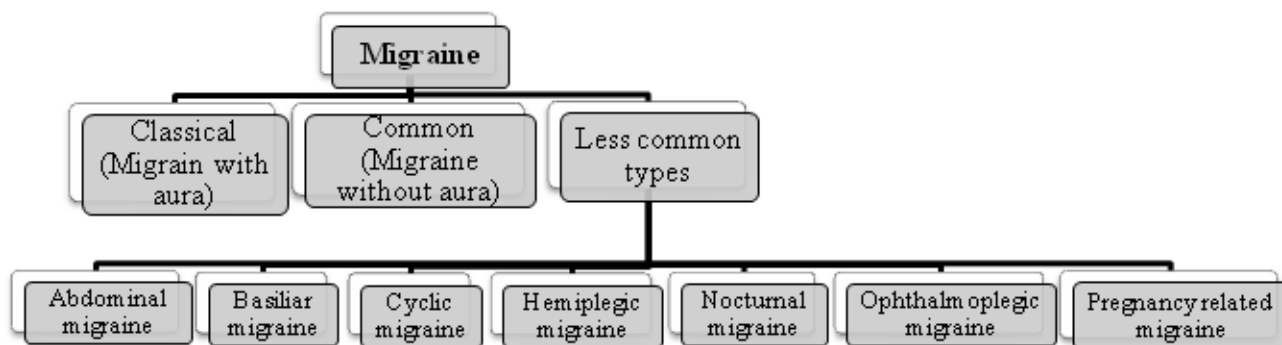 Migraine
Classical
(Migrain with
aura)
Common
(Migraine
without aura)
Less common
types
Abdominal
migraine
Basiliar
migraine
Cyclic
migraine
Hemiplegic
migraine
Nocturnal
migraine
Ophthalmoplegic
migraine
Pregnancy related
migraine